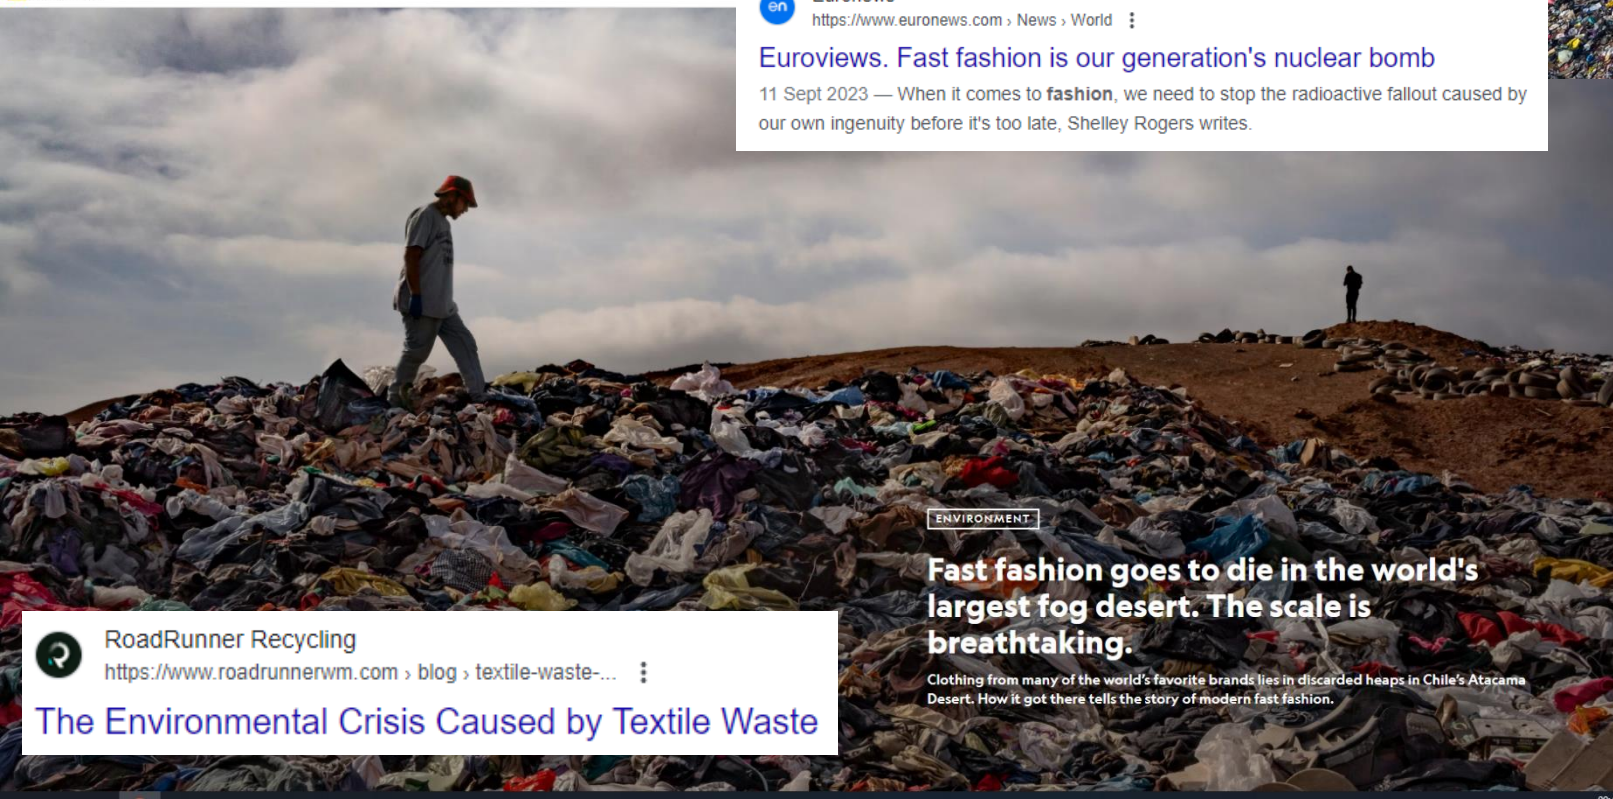 Euronews
https://www.euronews.com › News › World
Euroviews. Fast fashion is our generation's nuclear bomb
11 Sept 2023 — When it comes to fashion, we need to stop the radioactive fallout caused by
our own ingenuity before it's too late, Shelley Rogers writes.
ENVIRONMENT
Fast fashion goes to die in the world's
largest fog desert. The scale is
breathtaking.
Clothing from many of the world's favorite brands lies in discarded heaps in Chile's Atacama
Desert. How it got there tells the story of modern fast fashion.
RoadRunner Recycling
https://www.roadrunnerwm.com › blog › textile-waste-...
The Environmental Crisis Caused by Textile Waste